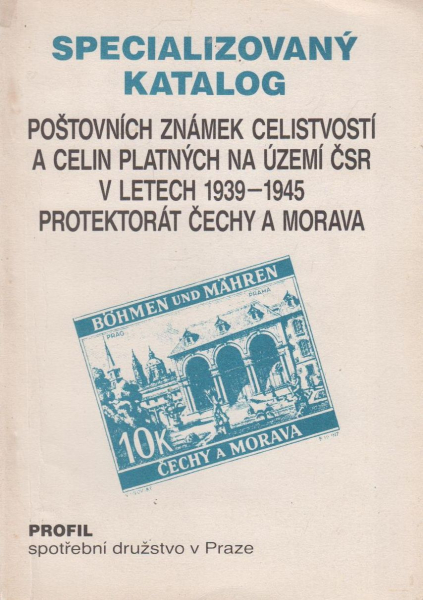 SPECIALIZOVANÝ
KATALOG
POŠTOVNÍCH ZNÁMEK CELISTVOSTÍ
A CELIN PLATNÝCH NA ÚZEMÍ ČSR
V LETECH 1939–1945
PROTEKTORÁT ČECHY A MORAVA
BÖHMEN UND MÄHREN
PRAG
PRAHA
10K
ČECHY A MORAVA
PROFIL
spotřební družstvo v Praze